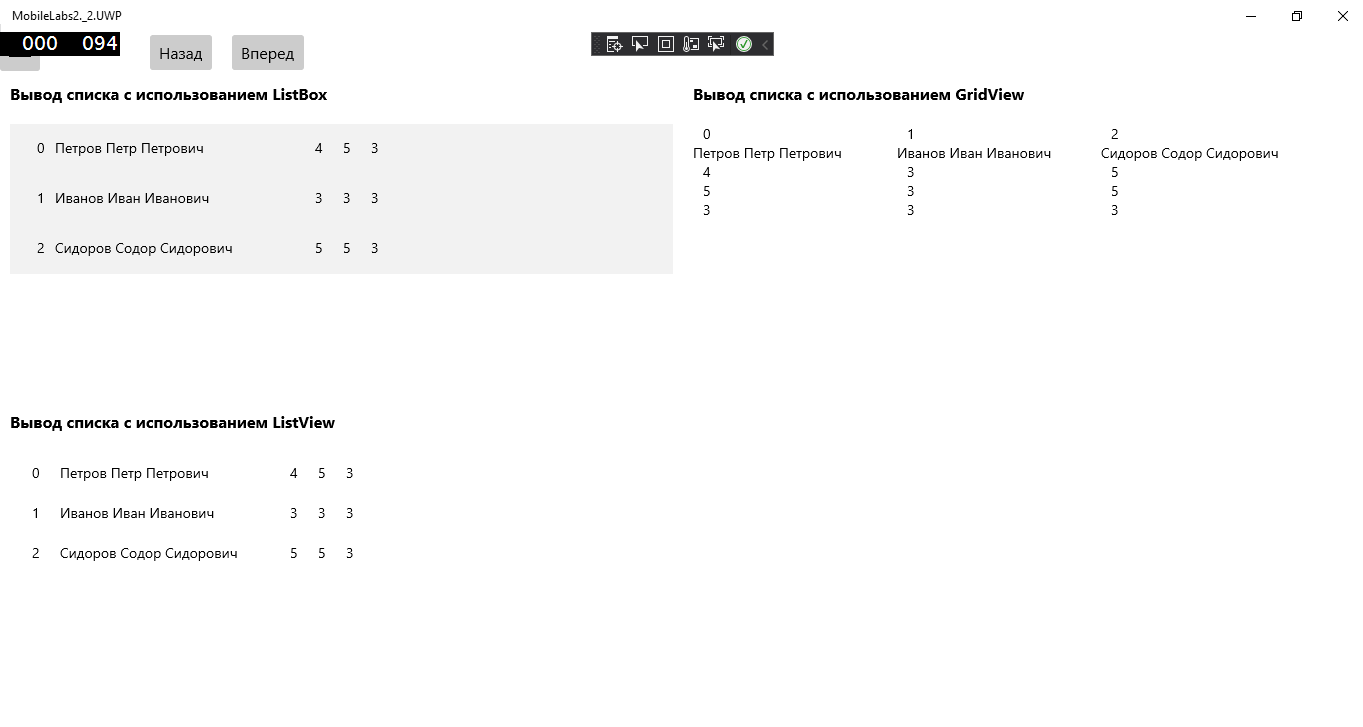 MobileLabs2._2.UWP
000 094
Назад Вперед
Вывод списка с использованием ListBox
0 Петров Петр Петрович 4 5 3
1 Иванов Иван Иванович 3 3 3
2 Сидоров Содор Сидорович 5 5 3
Вывод списка с использованием GridView
0 1 2
Петров Петр Петрович Иванов Иван Иванович Сидоров Содор Сидорович
4 3 5
5 3 5
3 3 3
Вывод списка с использованием ListView
0 Петров Петр Петрович 4 5 3
1 Иванов Иван Иванович 3 3 3
2 Сидоров Содор Сидорович 5 5 3